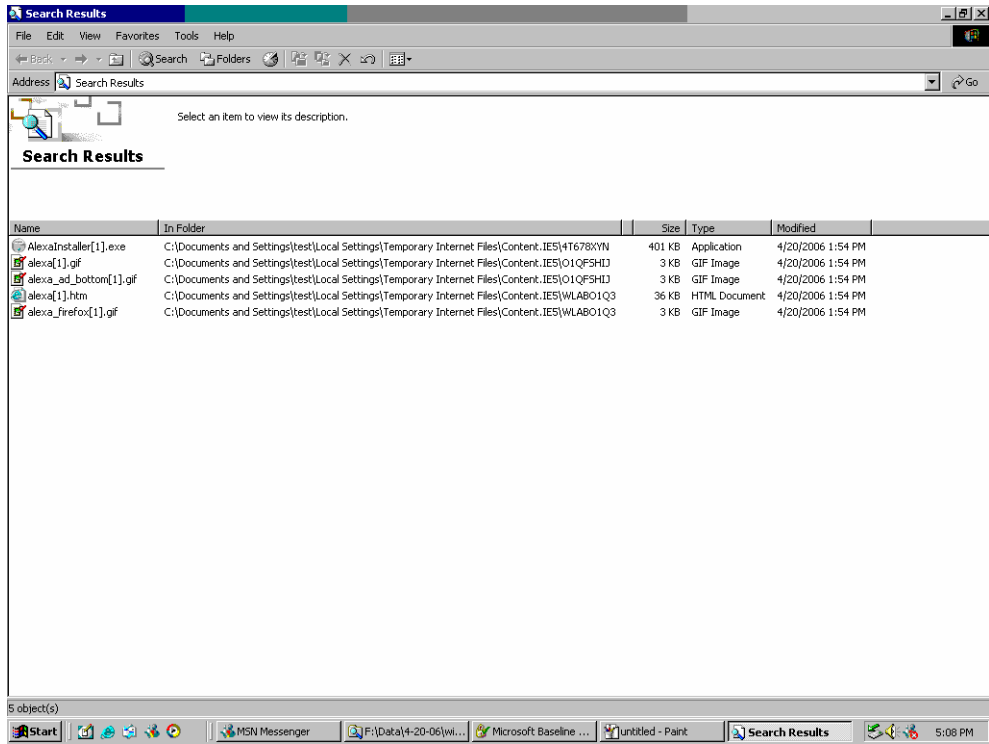 Search Results
File Edit View Favorites Tools Help
Back Search Folders
Address Search Results Go
Select an item to view its description.
Search Results
Name In Folder Size Type Modified
AlexaInstaller[1].exe C:\Documents and Settings\test\Local Settings\Temporary Internet Files\Content.IE5\4T678XYN 401 KB Application 4/20/2006 1:54 PM
alexa[1].gif C:\Documents and Settings\test\Local Settings\Temporary Internet Files\Content.IE5\O1QFSHIJ 3 KB GIF Image 4/20/2006 1:54 PM
alexa_ad_bottom[1].gif C:\Documents and Settings\test\Local Settings\Temporary Internet Files\Content.IE5\O1QFSHIJ 3 KB GIF Image 4/20/2006 1:54 PM
alexa[1].htm C:\Documents and Settings\test\Local Settings\Temporary Internet Files\Content.IE5\WLABO1Q3 36 KB HTML Document 4/20/2006 1:54 PM
alexa_firefox[1].gif C:\Documents and Settings\test\Local Settings\Temporary Internet Files\Content.IE5\WLABO1Q3 3 KB GIF Image 4/20/2006 1:54 PM
5 object(s)
Start MSN Messenger F:\Data\4-20-06\wi... Microsoft Baseline ... untitled - Paint Search Results 5:08 PM